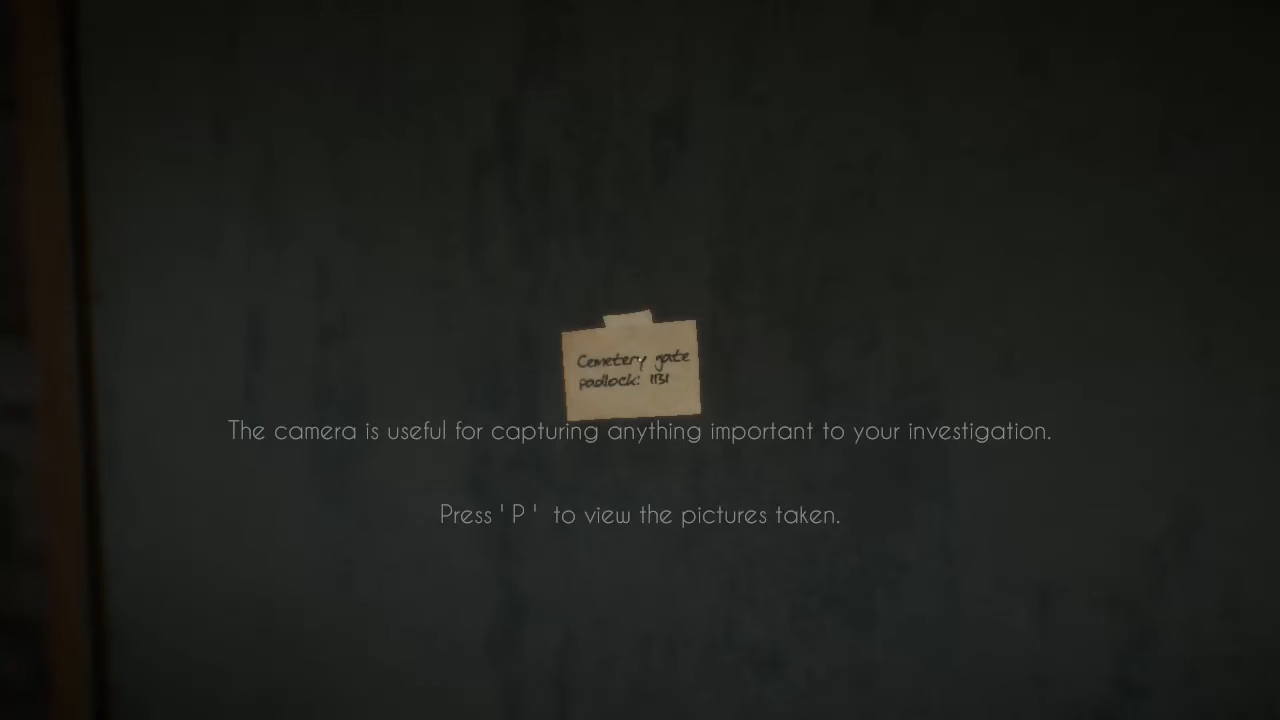 Cemetery gate
padlock: 1131
The camera is useful for capturing anything important to your investigation.
Press ' P ' to view the pictures taken.